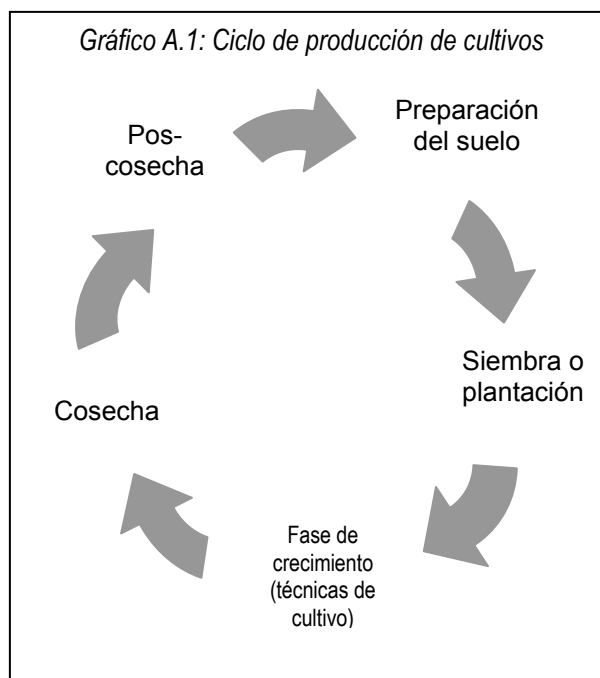 Gráfico A.1: Ciclo de producción de cultivos
Preparación
del suelo
Siembra o
plantación
Fase de
crecimiento
(técnicas de
cultivo)
Cosecha
Pos-
cosecha